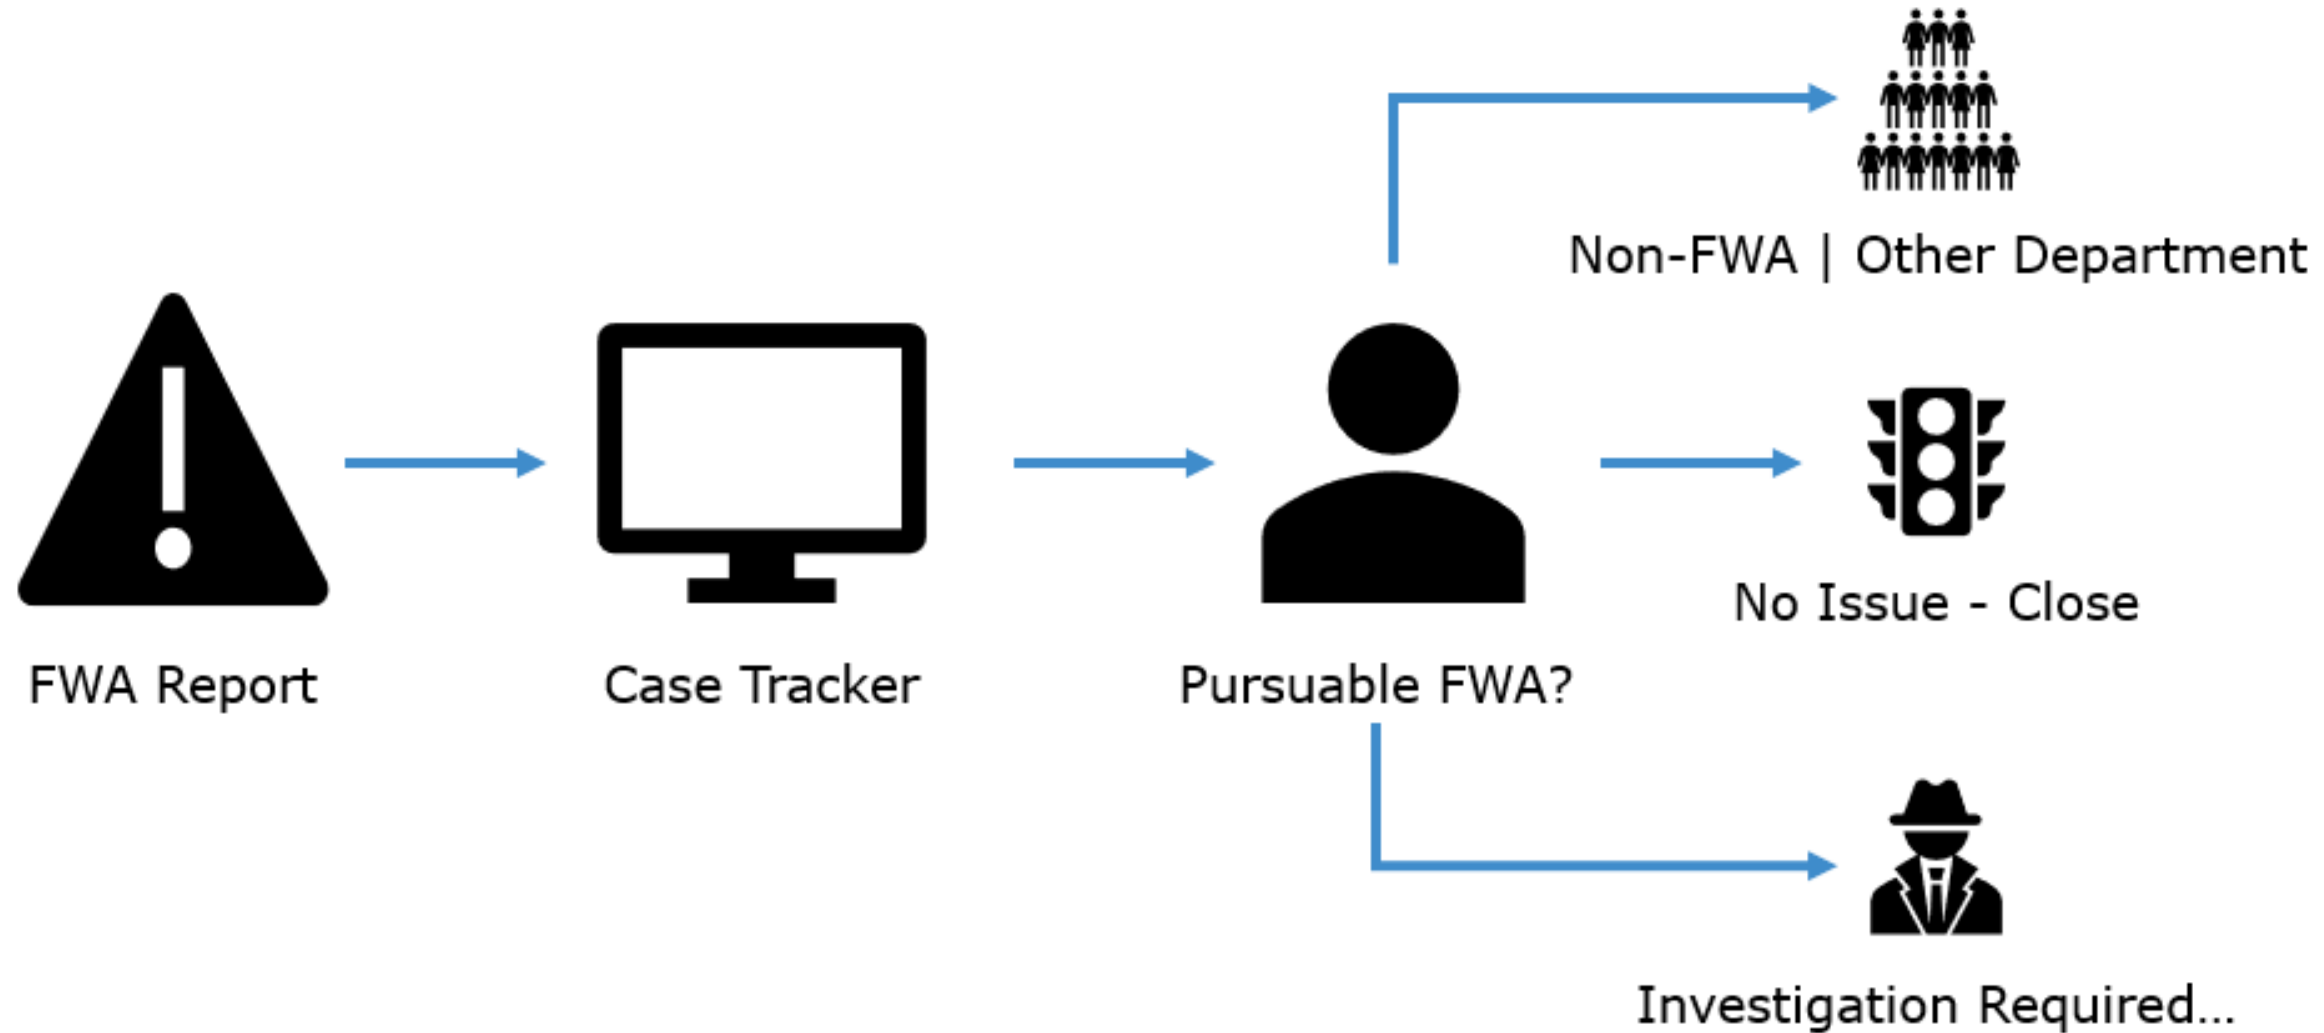 FWA Report
Case Tracker
Pursuable FWA?
Non-FWA | Other Department
No Issue - Close
Investigation Required...